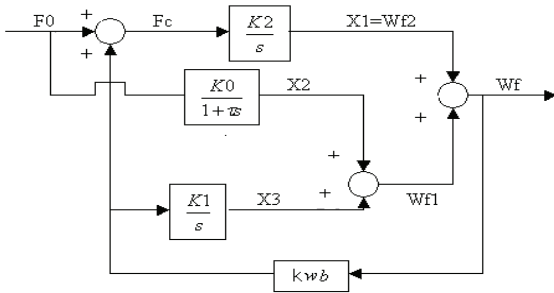 F0
+
+
Fc
K2
s
X1=Wf2
+
+
Wf
K0
1+τs
X2
+
+
Wf1
K1
s
X3
kwb